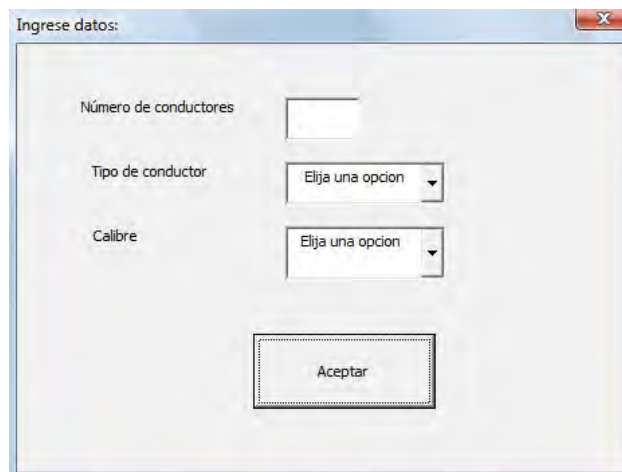 Ingrese datos:
Número de conductores
Tipo de conductor
Elija una opcion
Calibre
Elija una opcion
Aceptar